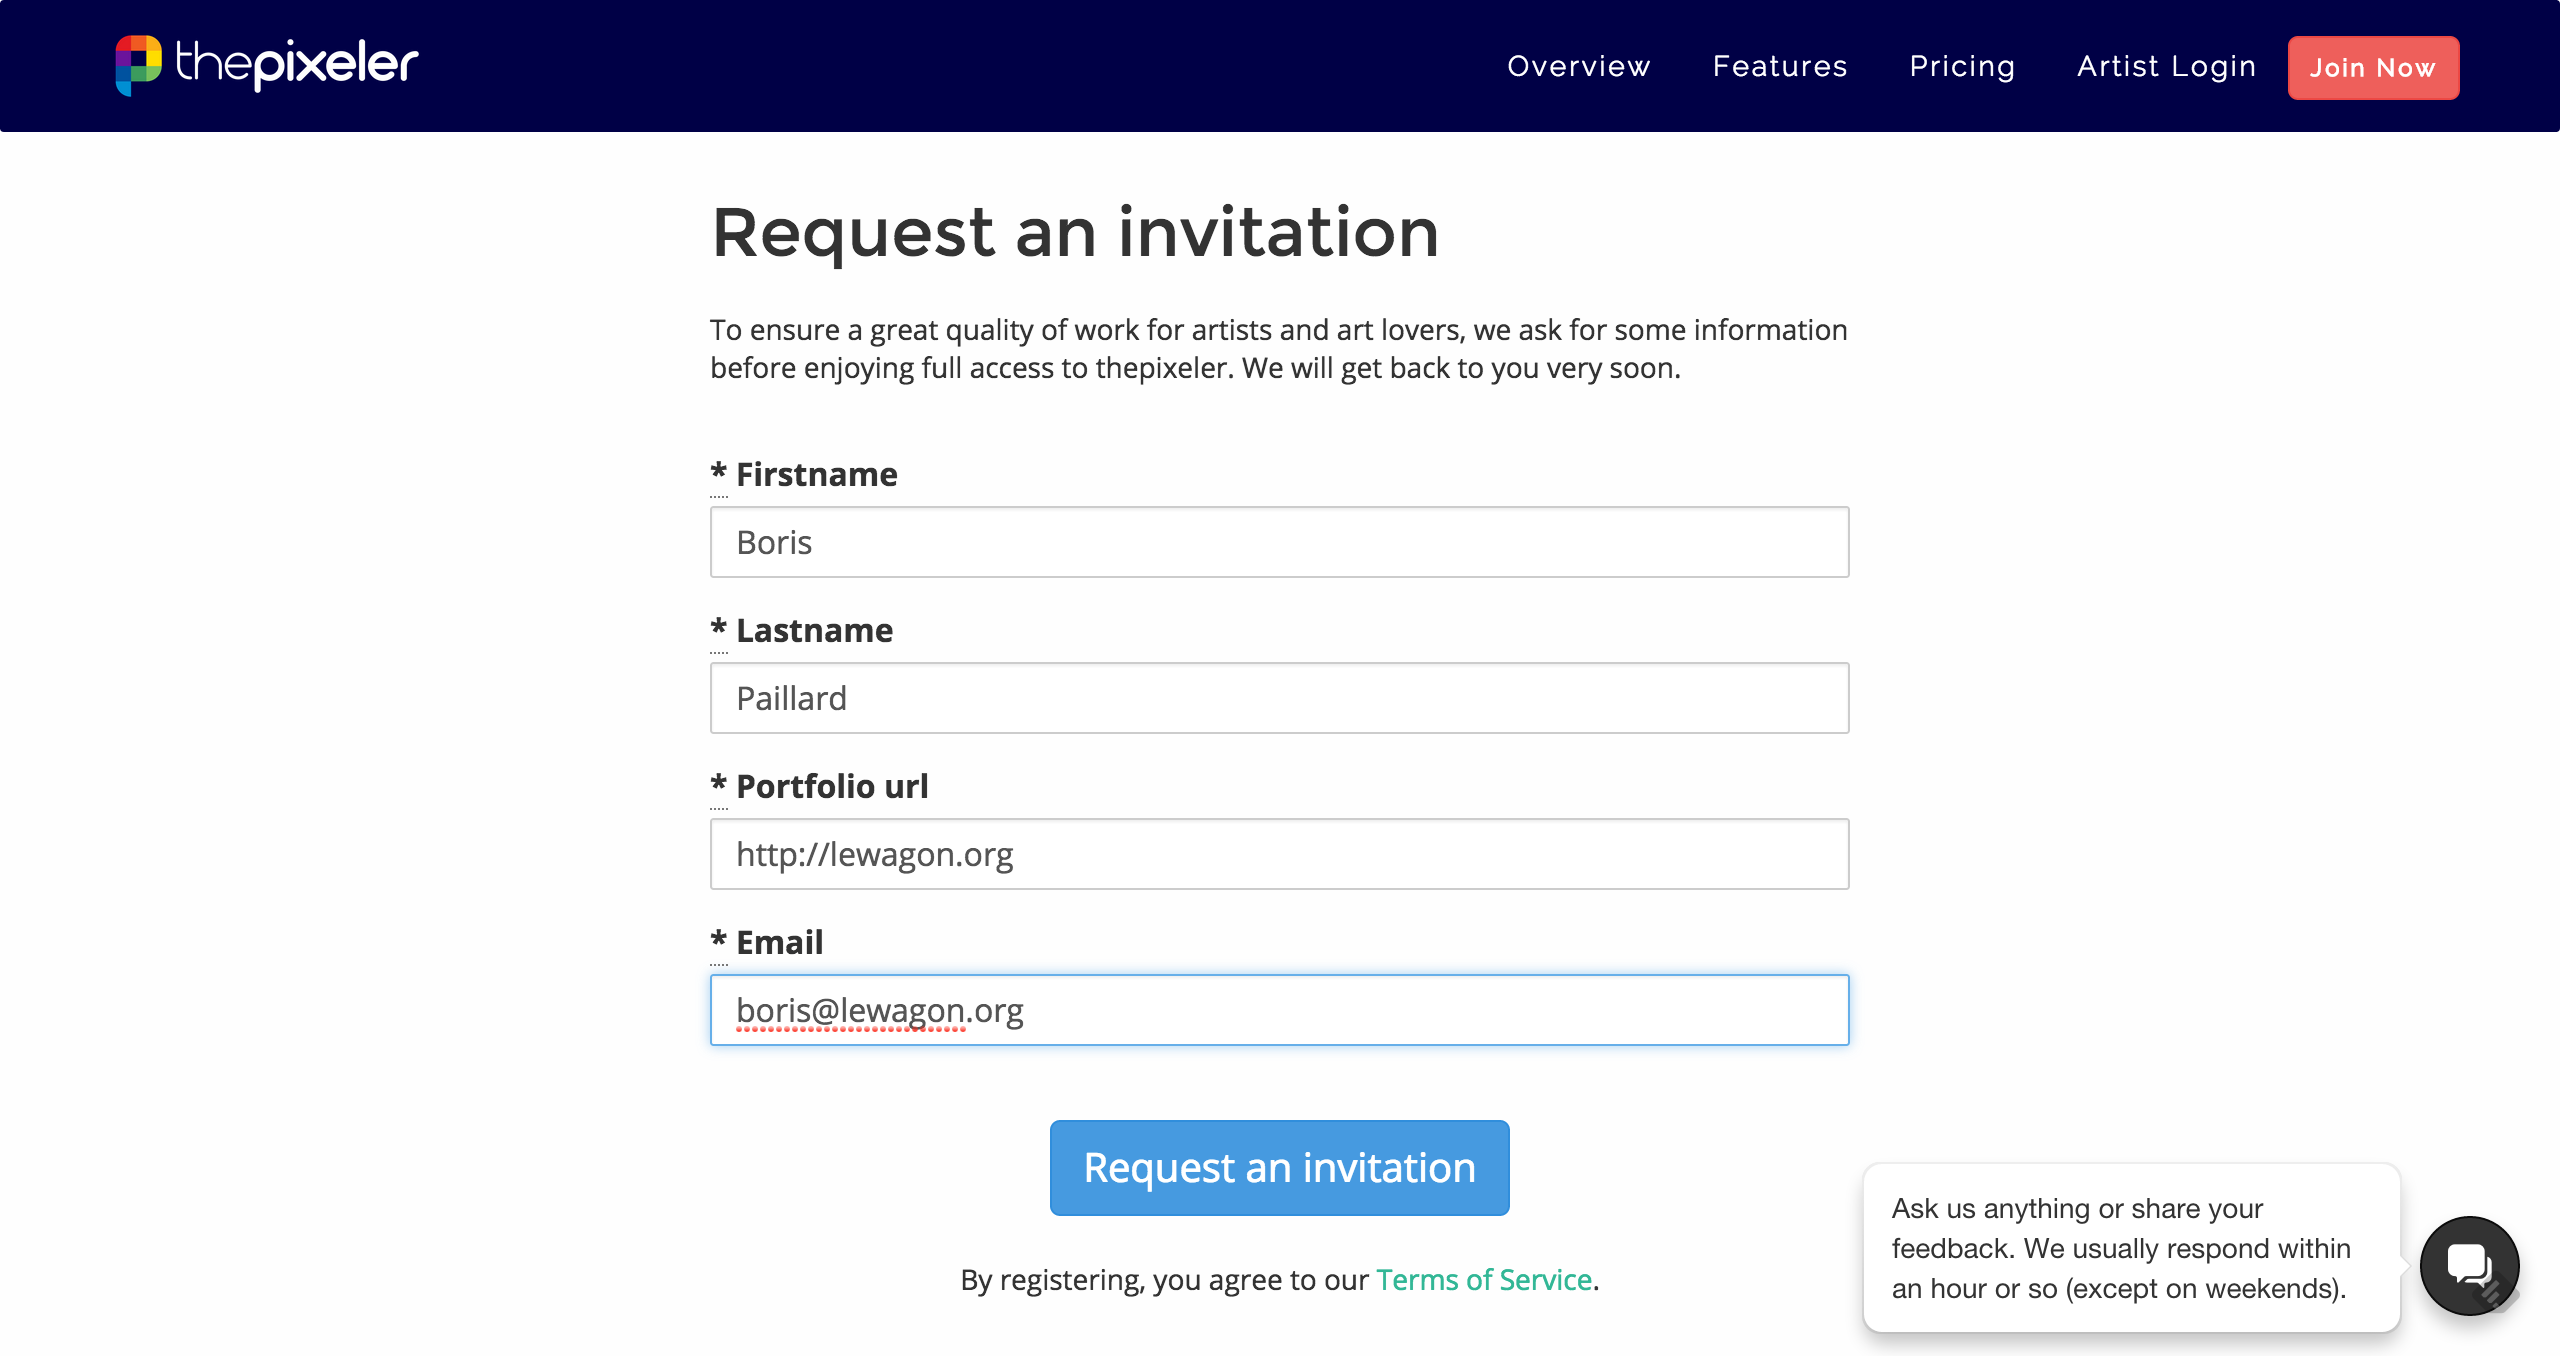 thepixeler
Overview Features Pricing Artist Login Join Now
Request an invitation
To ensure a great quality of work for artists and art lovers, we ask for some information
before enjoying full access to thepixeler. We will get back to you very soon.
* Firstname
Boris
* Lastname
Paillard
* Portfolio url
http://lewagon.org
* Email
boris@lewagon.org
Request an invitation
By registering, you agree to our Terms of Service.
Ask us anything or share your
feedback. We usually respond within
an hour or so (except on weekends).